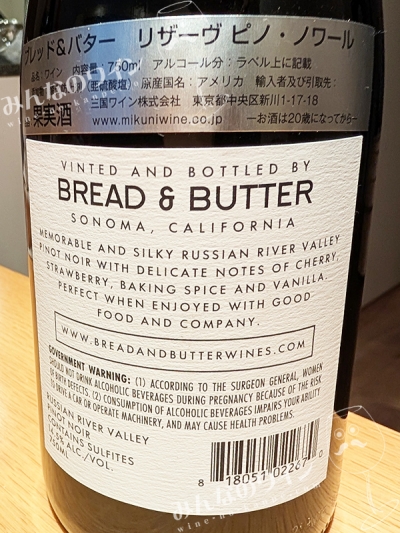 ブレッド&バター リザーヴ ピノ・ノワール
品名:ワイン 内容量:750ml アルコール分:ラベル上に記載
(亜硫酸塩) 原産国名:アメリカ 輸入者及び引取先:
三国ワイン株式会社 東京都中央区新川1-17-18
果実酒 www.mikuniwine.co.jp ーお酒は20歳になってからー
VINTED AND BOTTLED BY
BREAD & BUTTER
SONOMA, CALIFORNIA
MEMORABLE AND SILKY RUSSIAN RIVER VALLEY
PINOT NOIR WITH DELICATE NOTES OF CHERRY,
STRAWBERRY, BAKING SPICE AND VANILLA.
PERFECT WHEN ENJOYED WITH GOOD
FOOD AND COMPANY.
WWW.BREADANDBUTTERWINES.COM
GOVERNMENT WARNING: (1) ACCORDING TO THE SURGEON GENERAL, WOMEN
SHOULD NOT DRINK ALCOHOLIC BEVERAGES DURING PREGNANCY BECAUSE OF THE RISK
OF BIRTH DEFECTS. (2) CONSUMPTION OF ALCOHOLIC BEVERAGES IMPAIRS YOUR ABILITY
TO DRIVE A CAR OR OPERATE MACHINERY, AND MAY CAUSE HEALTH PROBLEMS.
RUSSIAN RIVER VALLEY
PINOT NOIR
CONTAINS SULFITES
ALC./VOL.
750ML
8 18051 02267 0
みんなのワイン